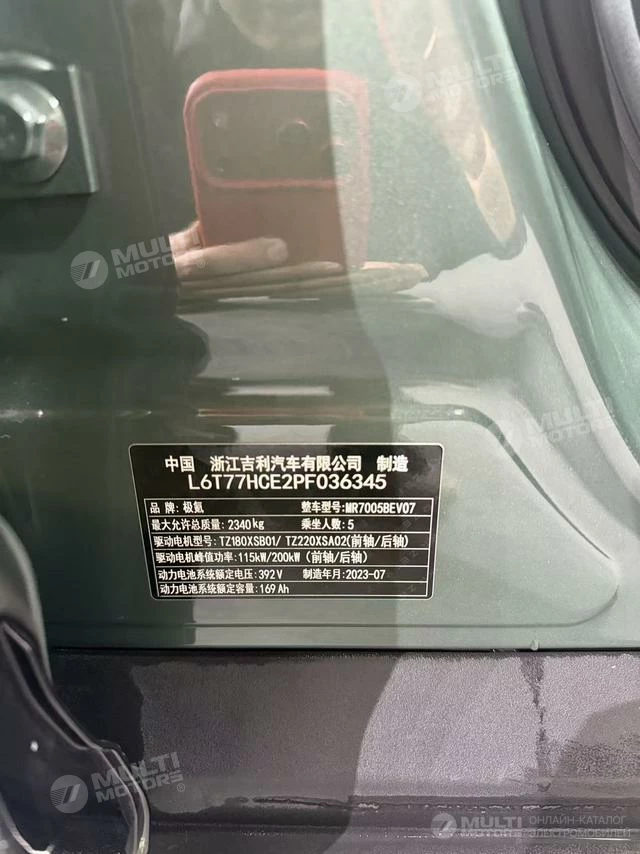 MULTI
MOTORS®
MULTI
MOTORS®
中国 浙江吉利汽车有限公司 制造
L6T77HCE2PF036345
品牌:极氪 整车型号:MR7005BEV07
最大允许总质量:2340kg 乘坐人数:5
驱动电机型号:TZ180XSB01/ TZ220XSA02(前轴/后轴)
驱动电机峰值功率:115kW/200kW (前轴/后轴)
动力电池系统额定电压:392V 制造年月:2023-07
动力电池系统额定容量:169Ah
MULTI
MOTORS®
MULTI
MOTORS
ОНЛАЙН-КАТАЛОГ
ЭЛЕКТРОМОБИЛЕЙ